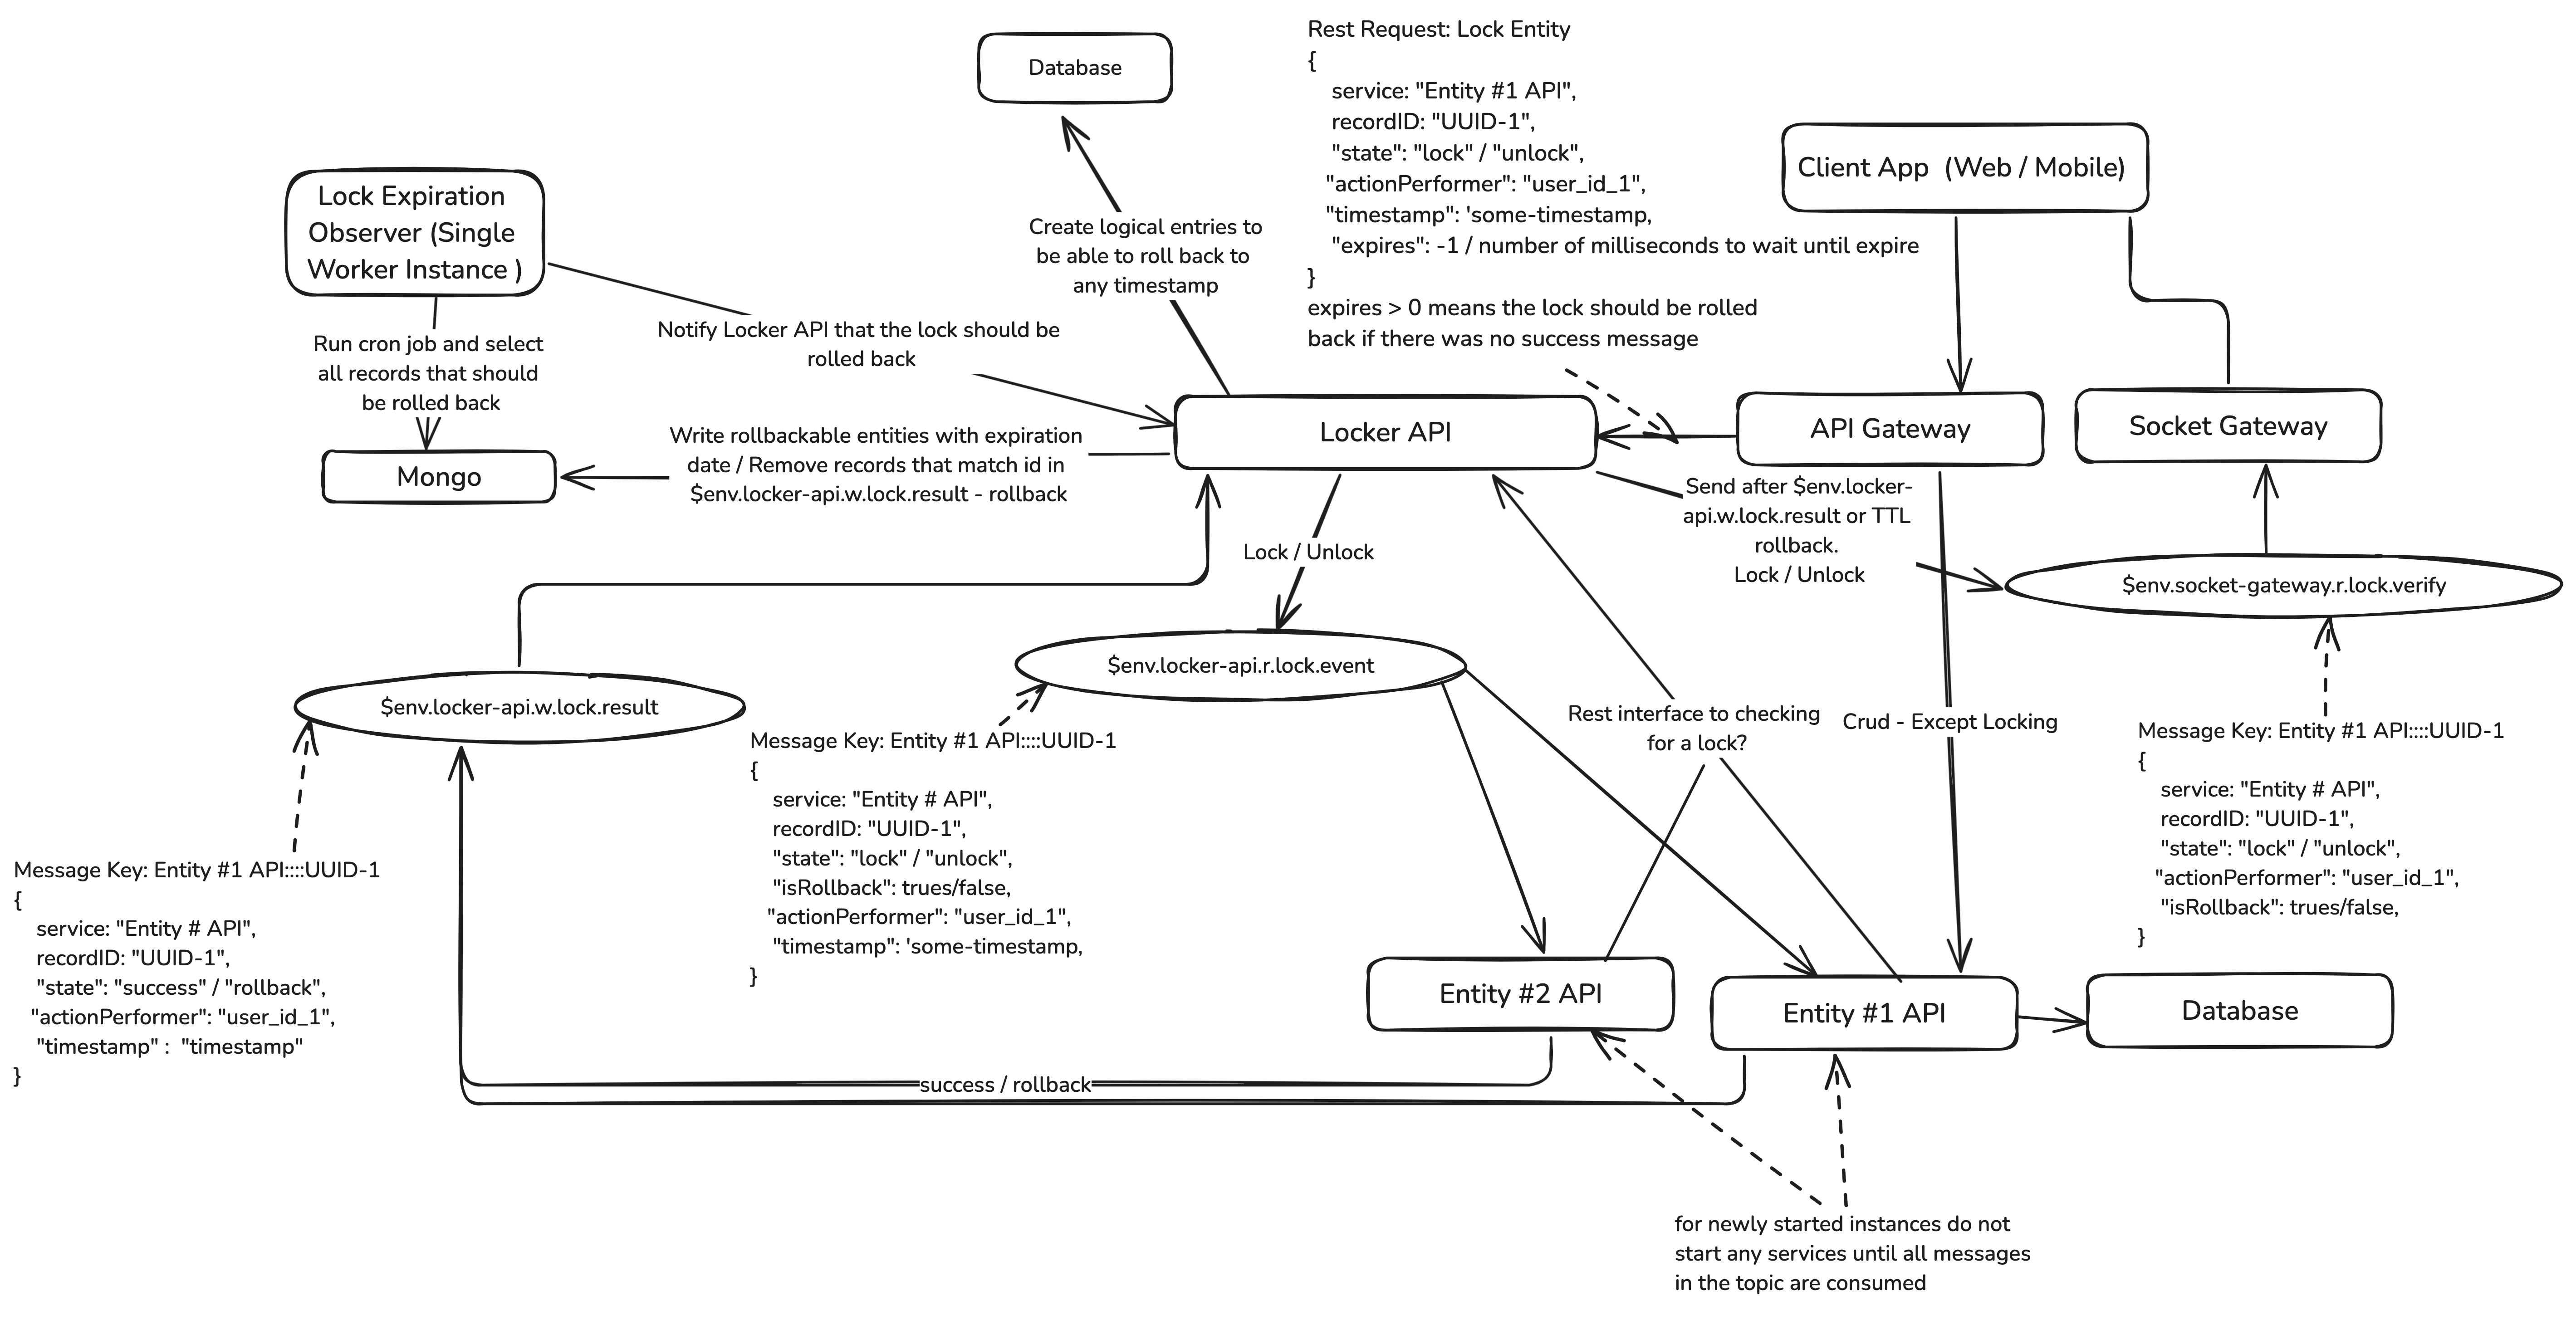 Rest Request: Lock Entity
{
service: "Entity #1 API",
recordID: "UUID-1",
"state": "lock" / "unlock",
"actionPerformer": "user_id_1",
"timestamp": 'some-timestamp,
"expires": -1 / number of milliseconds to wait until expire
}
expires > 0 means the lock should be rolled
back if there was no success message
Database
Client App (Web / Mobile)
Lock Expiration
Observer (Single
Worker Instance )
Create logical entries to
be able to roll back to
any timestamp
Run cron job and select
all records that should
be rolled back
Notify Locker API that the lock should be
rolled back
Locker API
API Gateway
Socket Gateway
Mongo
Write rollbackable entities with expiration
date / Remove records that match id in
$env.locker-api.w.lock.result - rollback
Send after $env.locker-
api.w.lock.result or TTL
rollback.
Lock / Unlock
Lock / Unlock
$env.socket-gateway.r.lock.verify
$env.locker-api.r.lock.event
$env.locker-api.w.lock.result
Rest interface to checking
for a lock?
Crud - Except Locking
Message Key: Entity #1 API::::UUID-1
{
service: "Entity # API",
recordID: "UUID-1",
"state": "lock" / "unlock",
"actionPerformer": "user_id_1",
"isRollback": trues/false,
}
Message Key: Entity #1 API::::UUID-1
{
service: "Entity # API",
recordID: "UUID-1",
"state": "lock" / "unlock",
"isRollback": trues/false,
"actionPerformer": "user_id_1",
"timestamp": 'some-timestamp,
}
Message Key: Entity #1 API::::UUID-1
{
service: "Entity # API",
recordID: "UUID-1",
"state": "success" / "rollback",
"actionPerformer": "user_id_1",
"timestamp" : "timestamp"
}
Entity #2 API
Entity #1 API
Database
success / rollback
for newly started instances do not
start any services until all messages
in the topic are consumed